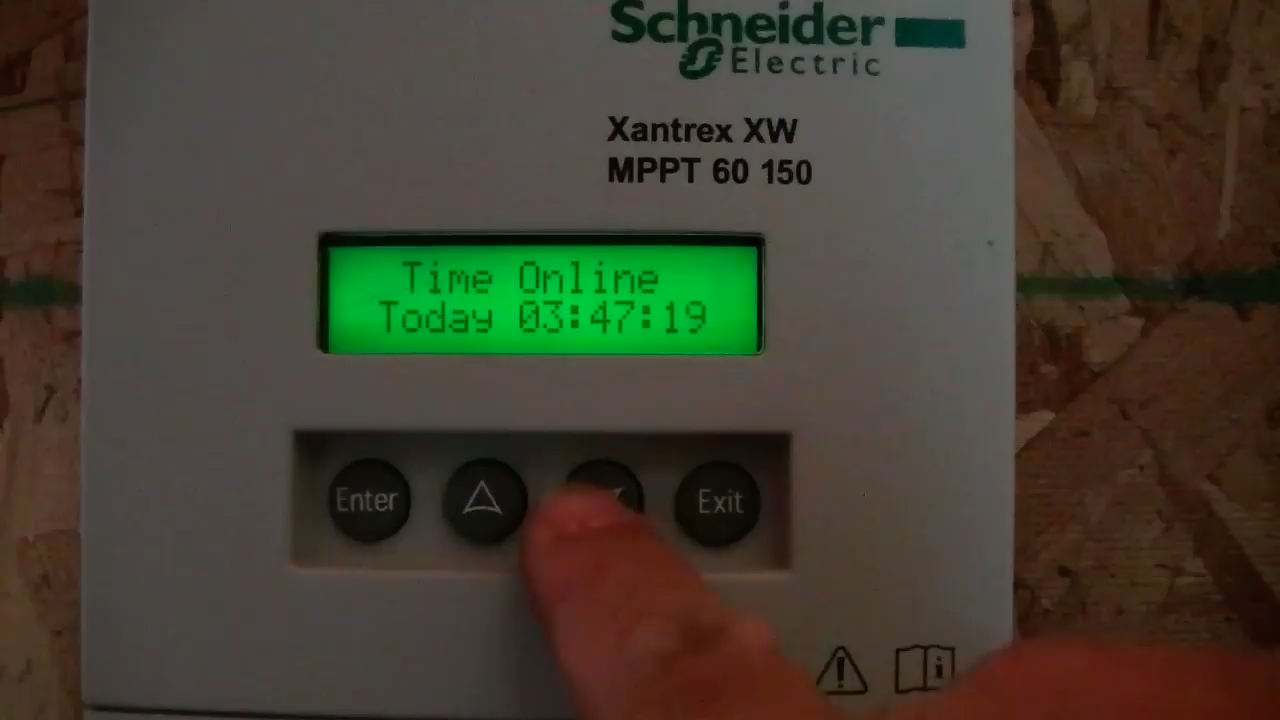 Schneider
Electric
Xantrex XW
MPPT 60 150
Time Online
Today 03:47:19
Enter
Exit
i